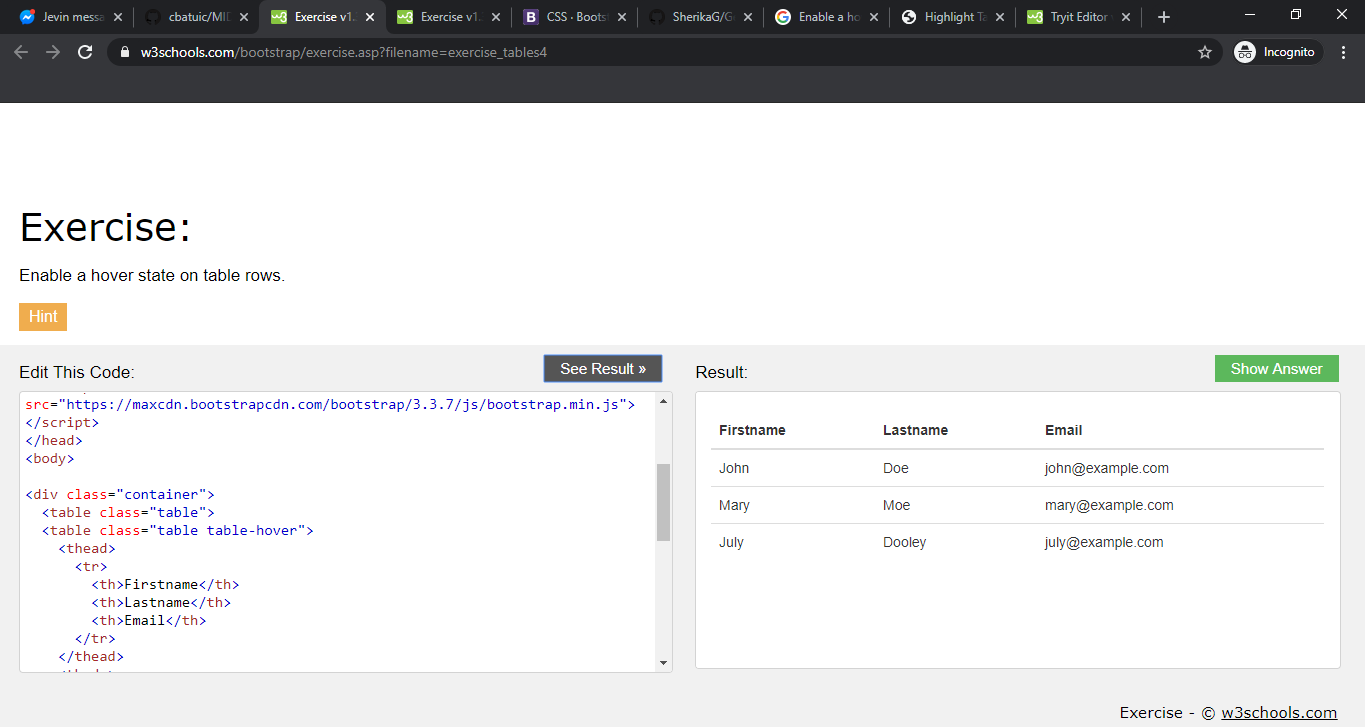 Jevin messa
cbatuic/MID
Exercise v1.
Exercise v1.
B CSS · Boots
SherikaG/G
Enable a ho
Highlight Ta
Tryit Editor
w3schools.com/bootstrap/exercise.asp?filename=exercise_tables4
Incognito
Exercise:
Enable a hover state on table rows.
Hint
Edit This Code:
See Result »
src="https://maxcdn.bootstrapcdn.com/bootstrap/3.3.7/js/bootstrap.min.js">
</script>
</head>
<body>
<div class="container">
<table class="table">
<table class="table table-hover">
<thead>
<tr>
<th>Firstname</th>
<th>Lastname</th>
<th>Email</th>
</tr>
</thead>
Result:
Show Answer
Firstname Lastname Email
John Doe john@example.com
Mary Moe mary@example.com
July Dooley july@example.com
Exercise - © w3schools.com